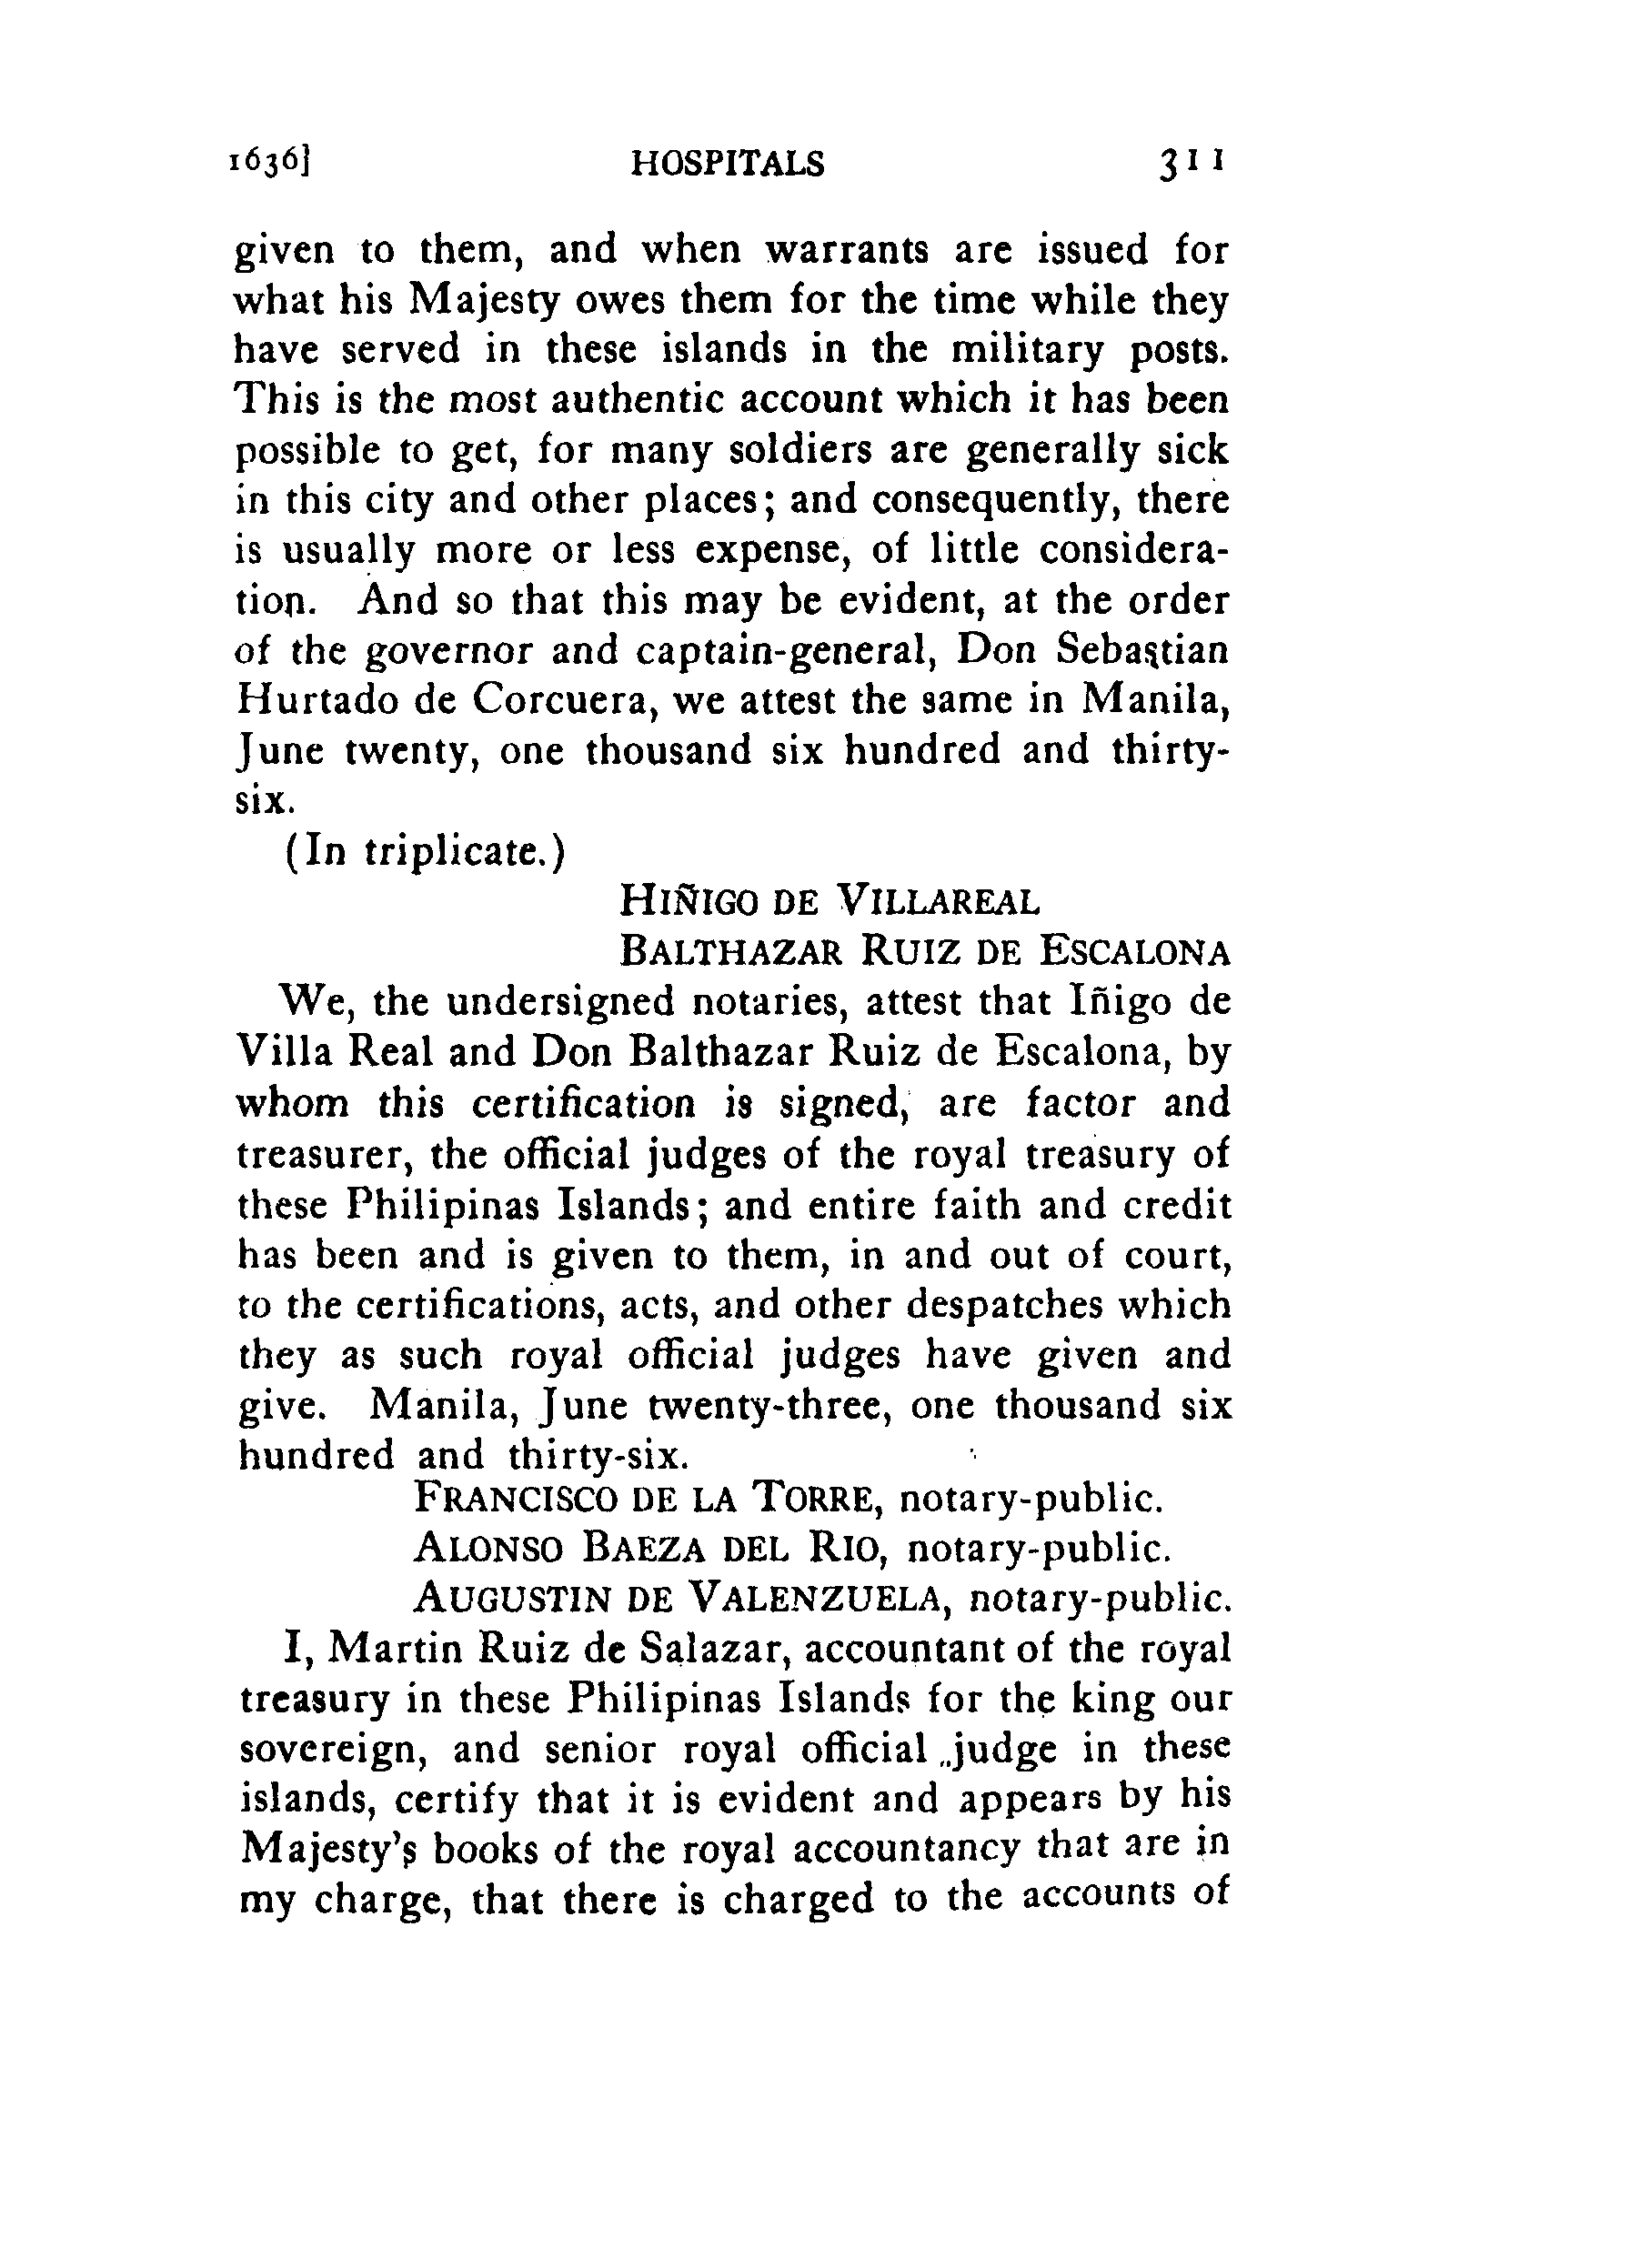 1636] HOSPITALS 311
given to them, and when warrants are issued for
what his Majesty owes them for the time while they
have served in these islands in the military posts.
This is the most authentic account which it has been
possible to get, for many soldiers are generally sick
in this city and other places; and consequently, there
is usually more or less expense, of little considera-
tion. And so that this may be evident, at the order
of the governor and captain-general, Don Sebastian
Hurtado de Corcuera, we attest the same in Manila,
June twenty, one thousand six hundred and thirty-
six.
(In triplicate.)
HIÑIGO DE VILLAREAL
BALTHAZAR RUIZ DE ESCALONA
We, the undersigned notaries, attest that Iñigo de
Villa Real and Don Balthazar Ruiz de Escalona, by
whom this certification is signed, are factor and
treasurer, the official judges of the royal treasury of
these Philipinas Islands; and entire faith and credit
has been and is given to them, in and out of court,
to the certifications, acts, and other despatches which
they as such royal official judges have given and
give. Manila, June twenty-three, one thousand six
hundred and thirty-six.
FRANCISCO DE LA TORRE, notary-public.
ALONSO BAEZA DEL RIO, notary-public.
AUGUSTIN DE VALENZUELA, notary-public.
I, Martin Ruiz de Salazar, accountant of the royal
treasury in these Philipinas Islands for the king our
sovereign, and senior royal official judge in these
islands, certify that it is evident and appears by his
Majesty's books of the royal accountancy that are in
my charge, that there is charged to the accounts of